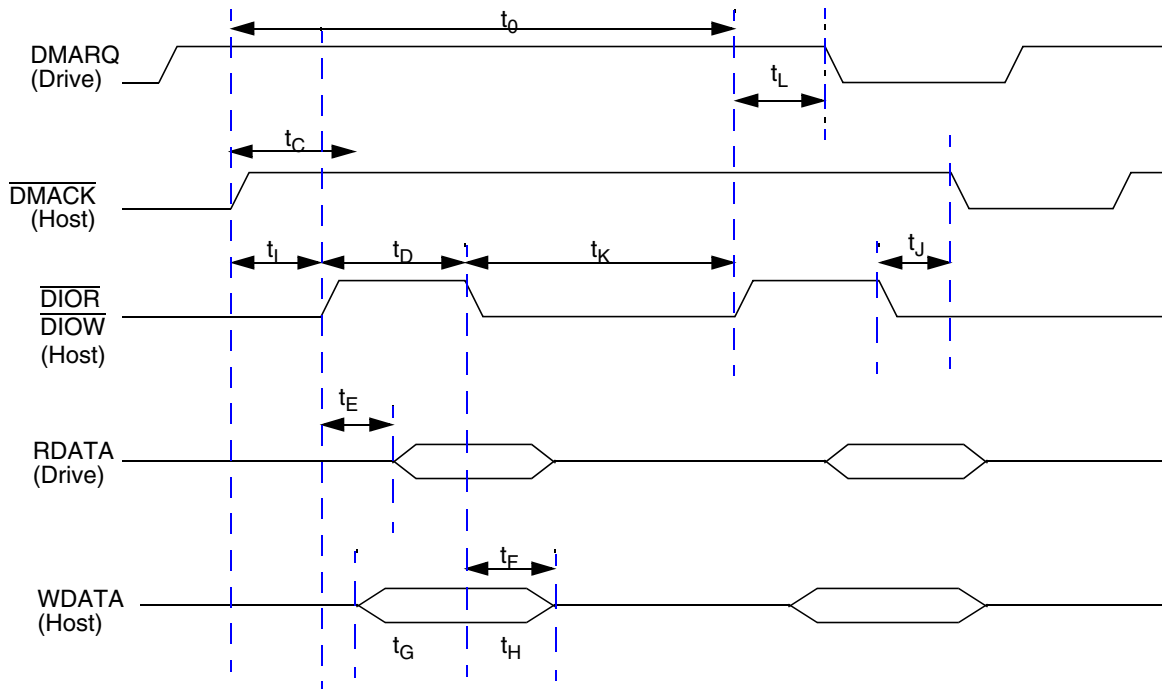 t0
DMARQ
(Drive)
tL
tC
DMACK
(Host)
tI
tD
tK
tJ
DIOR
DIOW
(Host)
tE
RDATA
(Drive)
tF
WDATA
(Host)
tG
tH